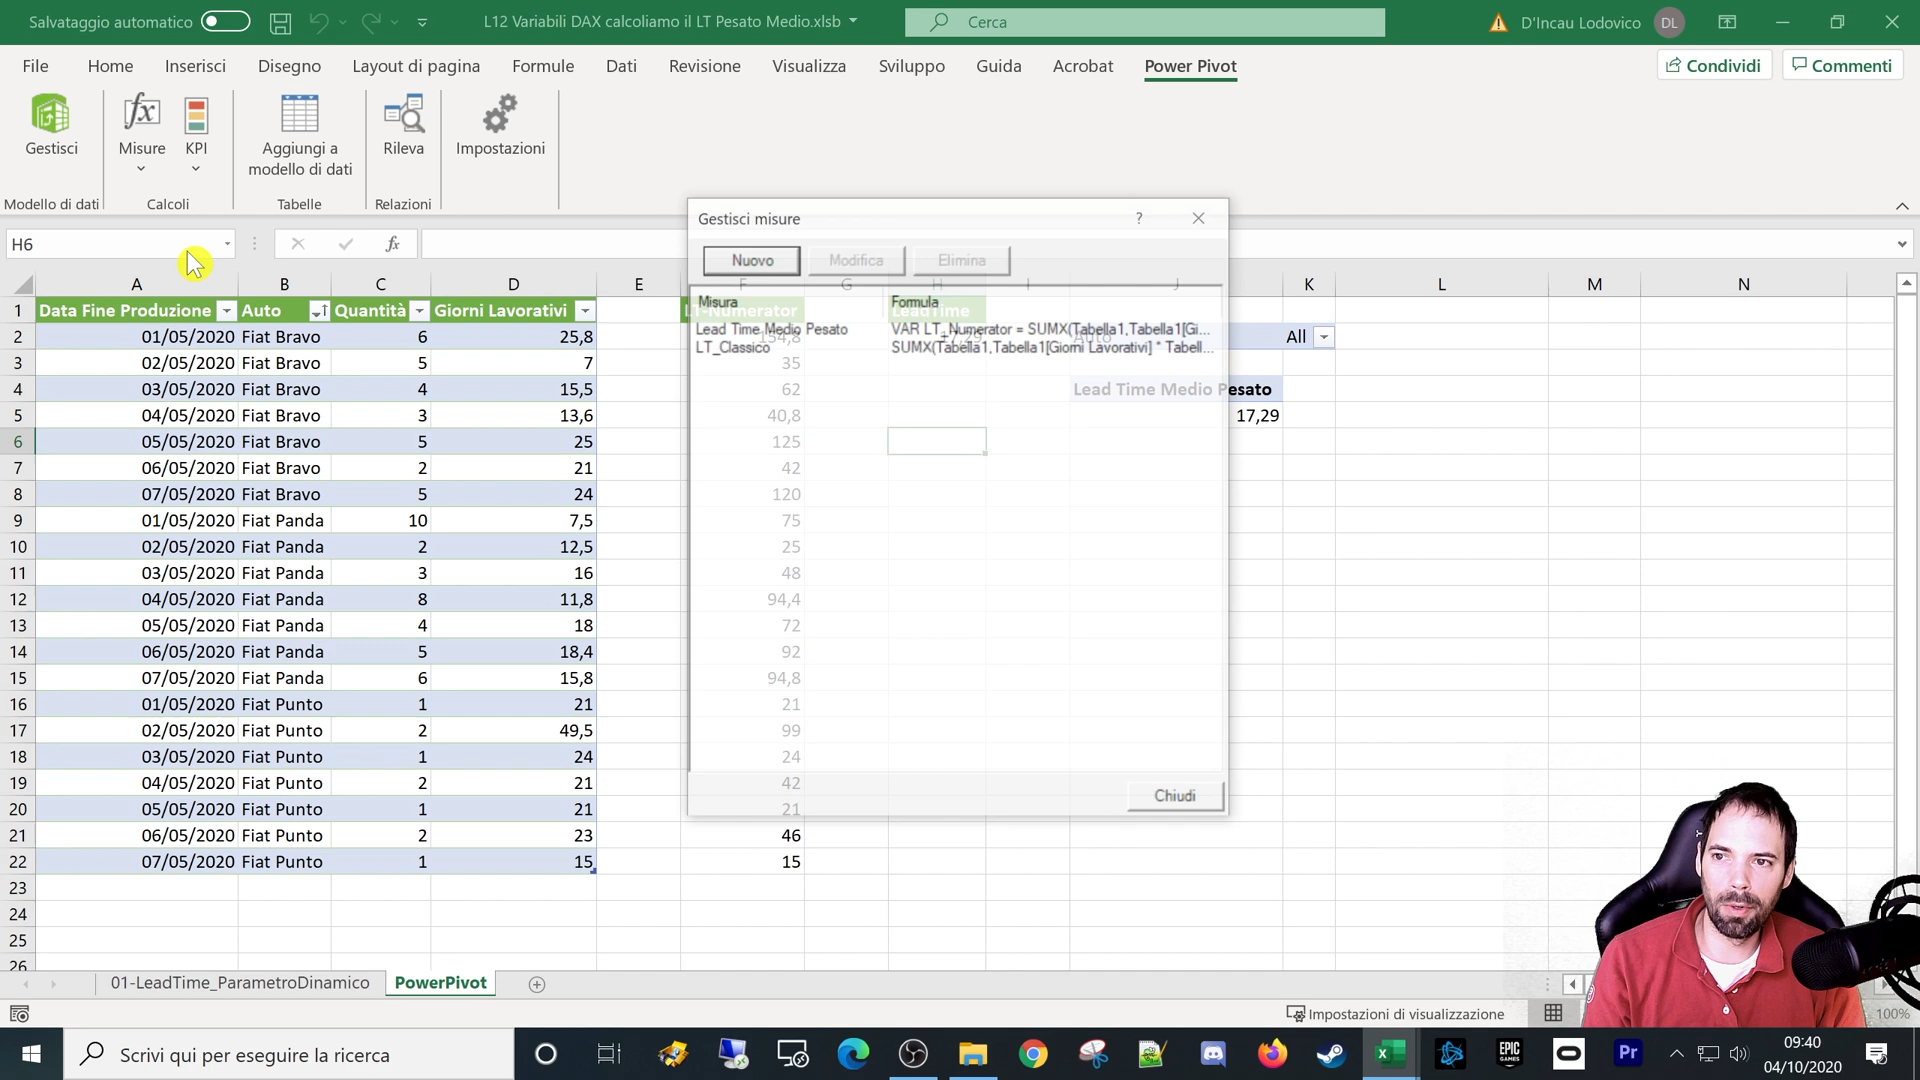 Salvataggio automatico
L12 Variabili DAX calcoliamo il LT Pesato Medio.xlsb
Cerca
D'Incau Lodovico
DL
File Home Inserisci Disegno Layout di pagina Formule Dati Revisione Visualizza Sviluppo Guida Acrobat Power Pivot
Condividi
Commenti
Gestisci
Misure
KPI
Aggiungi a
modello di dati
Rileva
Impostazioni
Modello di dati
Calcoli
Tabelle
Relazioni
H6
fx
A B C D E F G H I J K L M N
1 Data Fine Produzione Auto Quantità Giorni Lavorativi LT-Numerator LeadTime
2 01/05/2020 Fiat Bravo 6 25,8 154,8 17,29 Auto All
3 02/05/2020 Fiat Bravo 5 7 35
4 03/05/2020 Fiat Bravo 4 15,5 62 Lead Time Medio Pesato
5 04/05/2020 Fiat Bravo 3 13,6 40,8 17,29
6 05/05/2020 Fiat Bravo 5 25 125
7 06/05/2020 Fiat Bravo 2 21 42
8 07/05/2020 Fiat Bravo 5 24 120
9 01/05/2020 Fiat Panda 10 7,5 75
10 02/05/2020 Fiat Panda 2 12,5 25
11 03/05/2020 Fiat Panda 3 16 48
12 04/05/2020 Fiat Panda 8 11,8 94,4
13 05/05/2020 Fiat Panda 4 18 72
14 06/05/2020 Fiat Panda 5 18,4 92
15 07/05/2020 Fiat Panda 6 15,8 94,8
16 01/05/2020 Fiat Punto 1 21 21
17 02/05/2020 Fiat Punto 2 49,5 99
18 03/05/2020 Fiat Punto 1 24 24
19 04/05/2020 Fiat Punto 2 21 42
20 05/05/2020 Fiat Punto 1 21 21
21 06/05/2020 Fiat Punto 2 23 46
22 07/05/2020 Fiat Punto 1 15 15
23
24
25
26
Gestisci misure
?
Nuovo Modifica Elimina
Misura Formula
Lead Time Medio Pesato VAR LT_Numerator = SUMX(Tabella1,Tabella1[Gi...
LT_Classico SUMX(Tabella1,Tabella1[Giorni Lavorativi] * Tabell...
Chiudi
01-LeadTime_ParametroDinamico PowerPivot
Impostazioni di visualizzazione
100%
Scrivi qui per eseguire la ricerca
EPIC
GAMES
Pr
09:40
04/10/2020